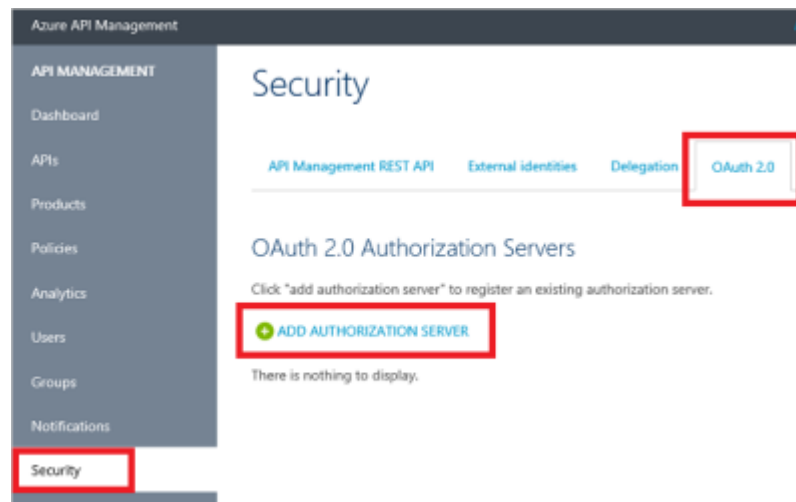 Azure API Management
API MANAGEMENT
Dashboard
APIs
Products
Policies
Analytics
Users
Groups
Notifications
Security
Security
API Management REST API External identities Delegation OAuth 2.0
OAuth 2.0 Authorization Servers
Click "add authorization server" to register an existing authorization server.
ADD AUTHORIZATION SERVER
There is nothing to display.